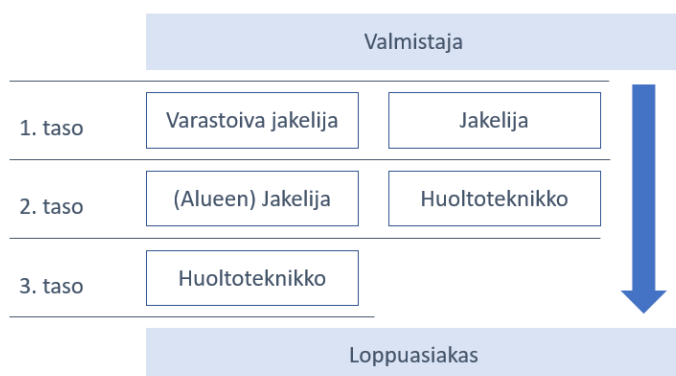 Valmistaja
1. taso
Varastoiva jakelija
Jakelija
2. taso
(Alueen) Jakelija
Huoltoteknikko
3. taso
Huoltoteknikko
Loppuasiakas